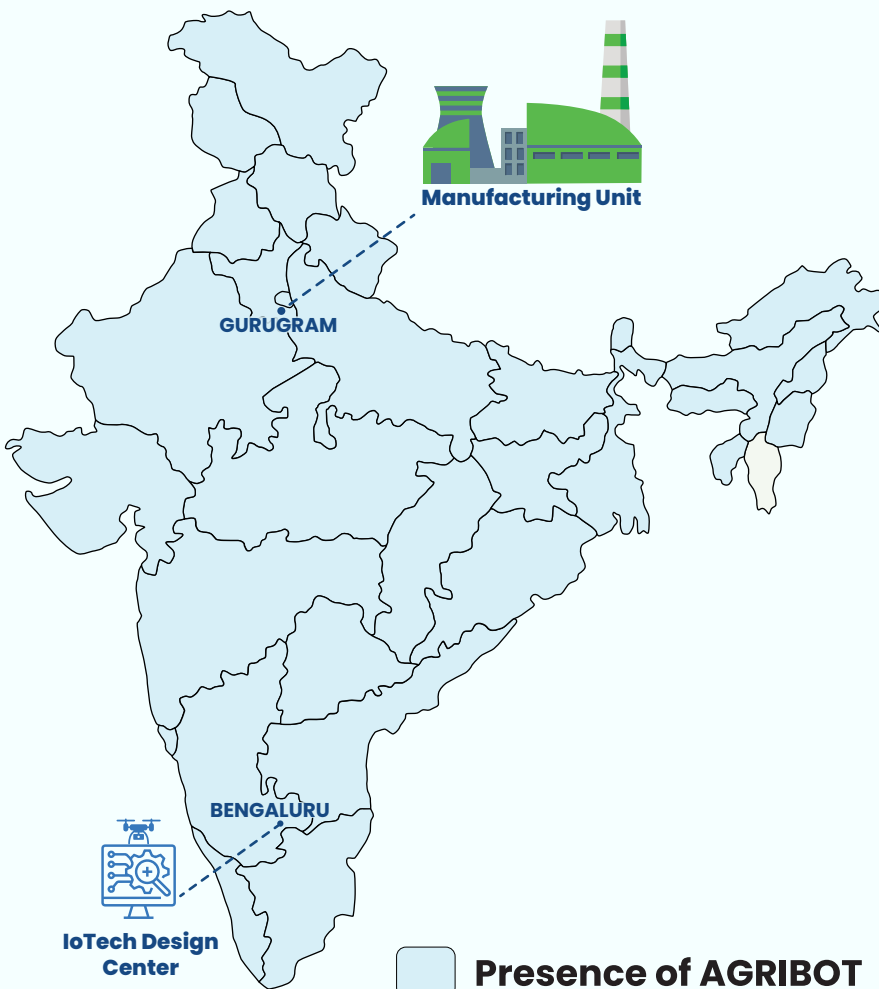 Manufacturing Unit
GURUGRAM
BENGALURU
IoTech Design
Center
Presence of AGRIBOT